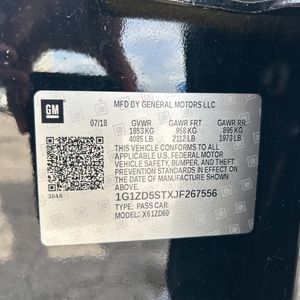 GM
MFD BY GENERAL MOTORS LLC
07/18 GVWR GAWR FRT GAWR RR
1853KG 958 KG 895 KG
4085 LB 2112 LB 1973 LB
THIS VEHICLE CONFORMS TO ALL APPLICABLE
U.S. FEDERAL MOTOR VEHICLE
VEHICLE SAFETY, BUMPER, AND THEFT
PREVENTION STANDARDS IN EFFECT ON THE
DATE OF MANUFACTURE SHOWN ABOVE.
384A
1G1ZD5STXJF267556
TYPE: PASS CAR
MODEL: X61ZD69